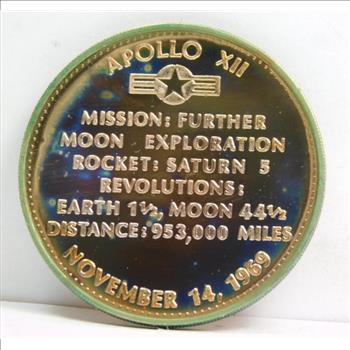 APOLLO XII
MISSION: FURTHER
MOON EXPLORATION
ROCKET: SATURN 5
REVOLUTIONS:
EARTH 1½, MOON 44½
DISTANCE: 953,000 MILES
NOVEMBER 14, 1969